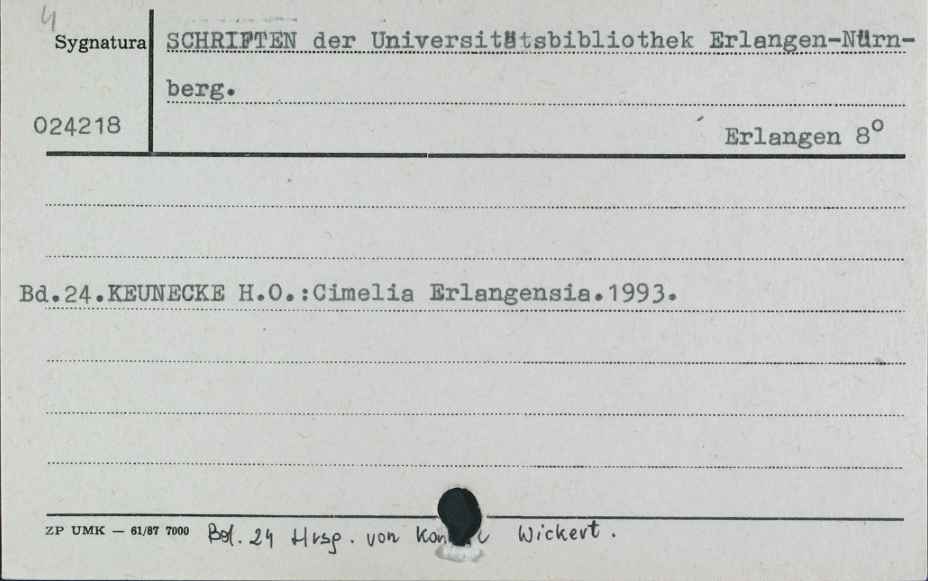 4
Sygnatura
SCHRIFTEN der Universitätsbibliothek Erlangen-Nürn-
berg.
024218
Erlangen 8°
Bd.24.KEUNECKE H.O.:Cimelia Erlangensia.1993.
ZP UMK — 61/87 7000 Bd. 24 Hrsg. von Wickert.